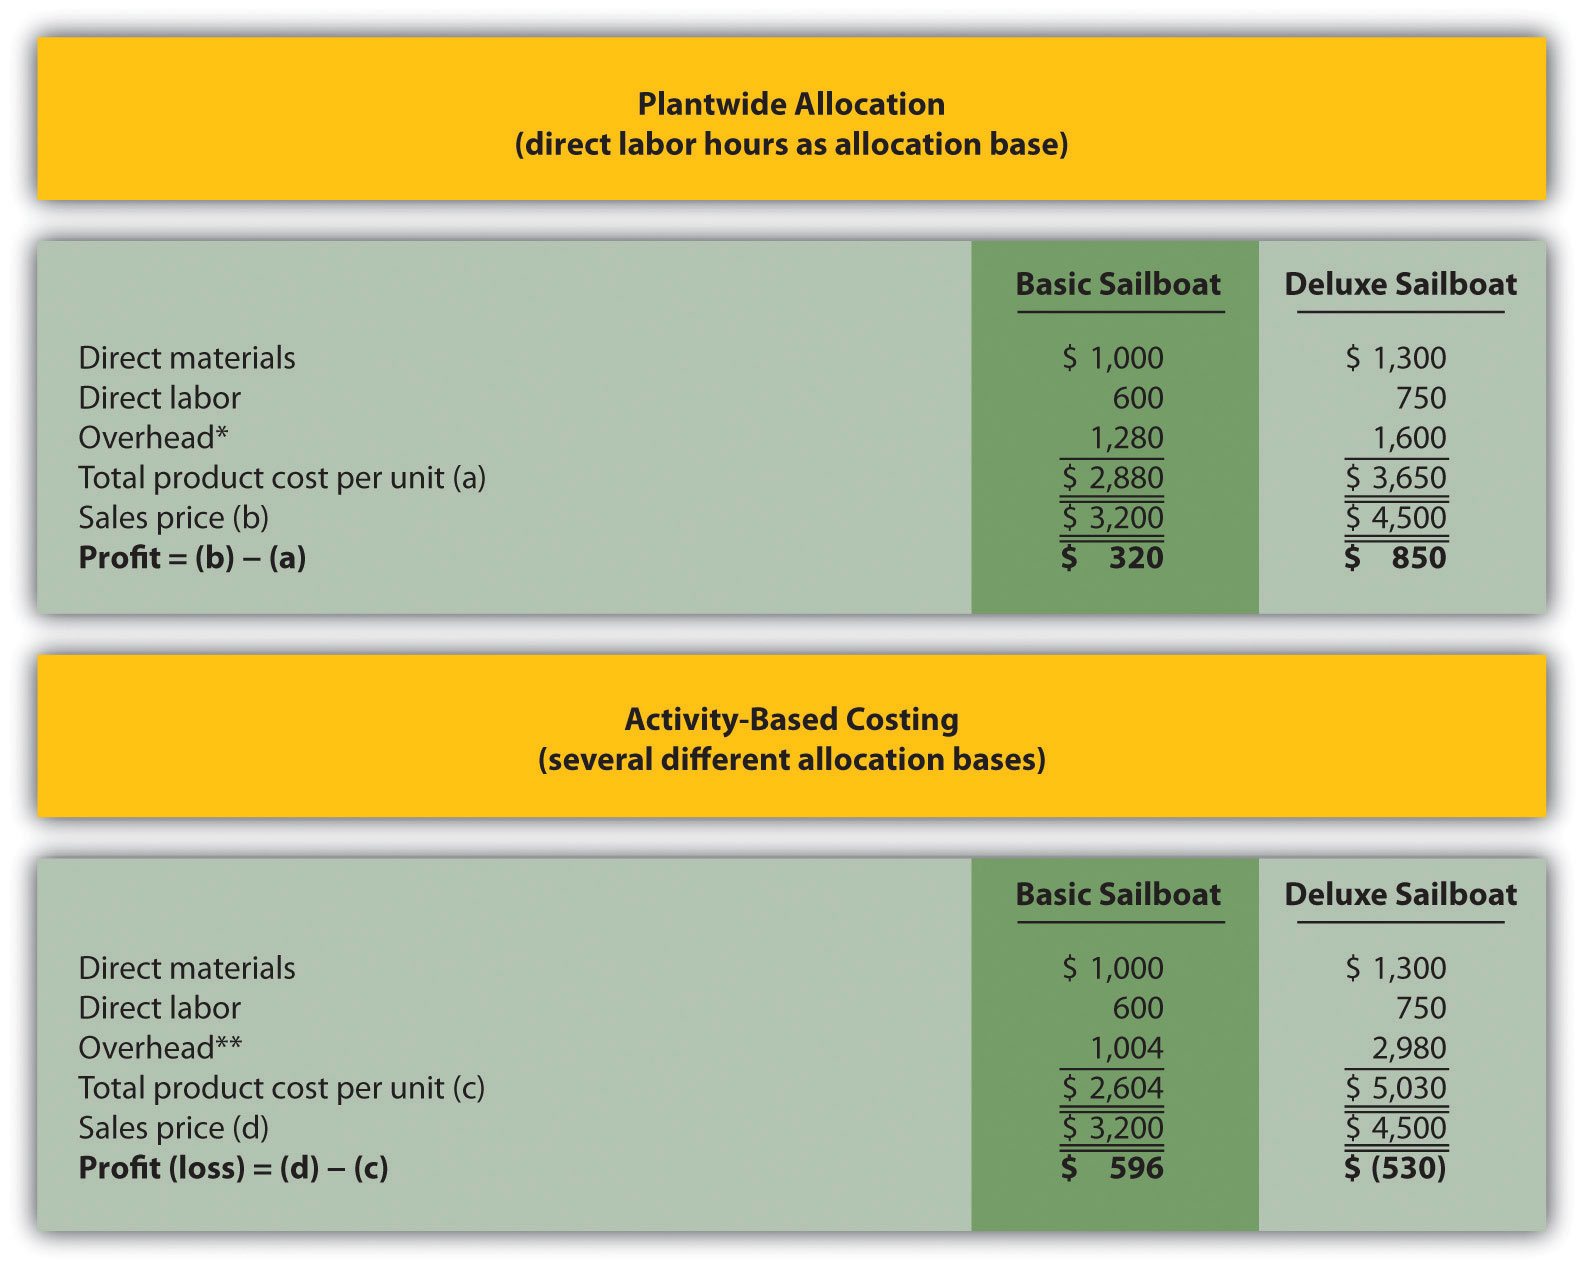 Plantwide Allocation
(direct labor hours as allocation base)
Basic Sailboat Deluxe Sailboat
Direct materials $ 1,000 $ 1,300
Direct labor 600 750
Overhead* 1,280 1,600
Total product cost per unit (a) $ 2,880 $ 3,650
Sales price (b) $ 3,200 $ 4,500
Profit = (b) – (a) $ 320 $ 850
Activity-Based Costing
(several different allocation bases)
Basic Sailboat Deluxe Sailboat
Direct materials $ 1,000 $ 1,300
Direct labor 600 750
Overhead** 1,004 2,980
Total product cost per unit (c) $ 2,604 $ 5,030
Sales price (d) $ 3,200 $ 4,500
Profit (loss) = (d) – (c) $ 596 $ (530)